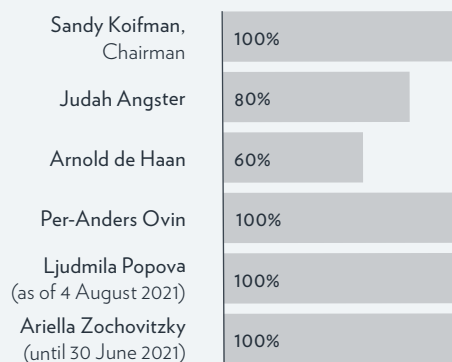 Sandy Koifman,
Chairman
100%
Judah Angster
80%
Arnold de Haan
60%
Per-Anders Ovin
100%
Ljudmila Popova
(as of 4 August 2021)
100%
Ariella Zochovitzky
(until 30 June 2021)
100%